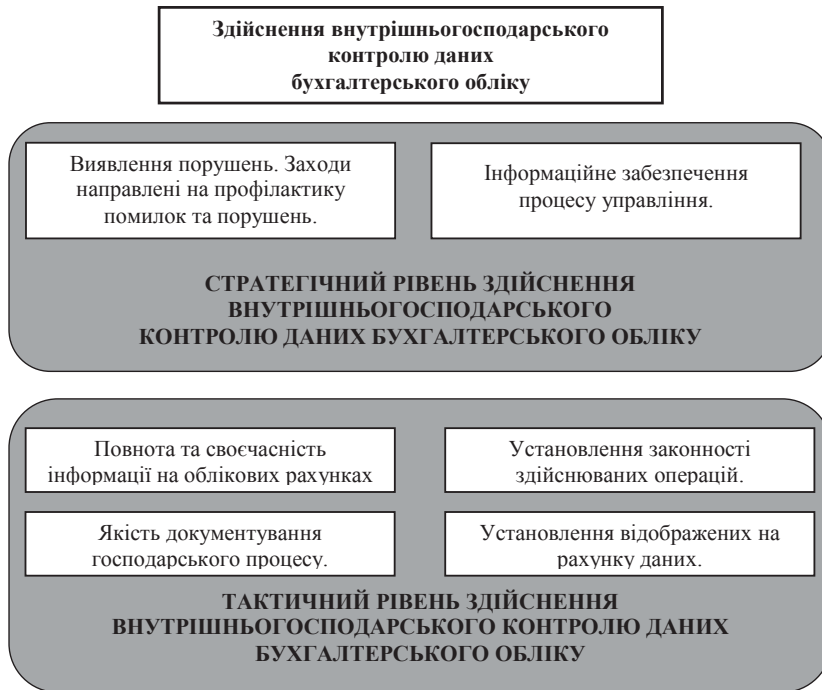 Здійснення внутрішньогосподарського
контролю даних
бухгалтерського обліку
Виявлення порушень. Заходи
направлені на профілактику
помилок та порушень.
Інформаційне забезпечення
процесу управління.
СТРАТЕГІЧНИЙ РІВЕНЬ ЗДІЙСНЕННЯ
ВНУТРІШНЬОГОСПОДАРСЬКОГО
КОНТРОЛЮ ДАНИХ БУХГАЛТЕРСЬКОГО ОБЛІКУ
Повнота та своєчасність
інформації на облікових рахунках
Установлення законності
здійснюваних операцій.
Якість документування
господарського процесу.
Установлення відображених на
рахунку даних.
ТАКТИЧНИЙ РІВЕНЬ ЗДІЙСНЕННЯ
ВНУТРІШНЬОГОСПОДАРСЬКОГО КОНТРОЛЮ ДАНИХ
БУХГАЛТЕРСЬКОГО ОБЛІКУ